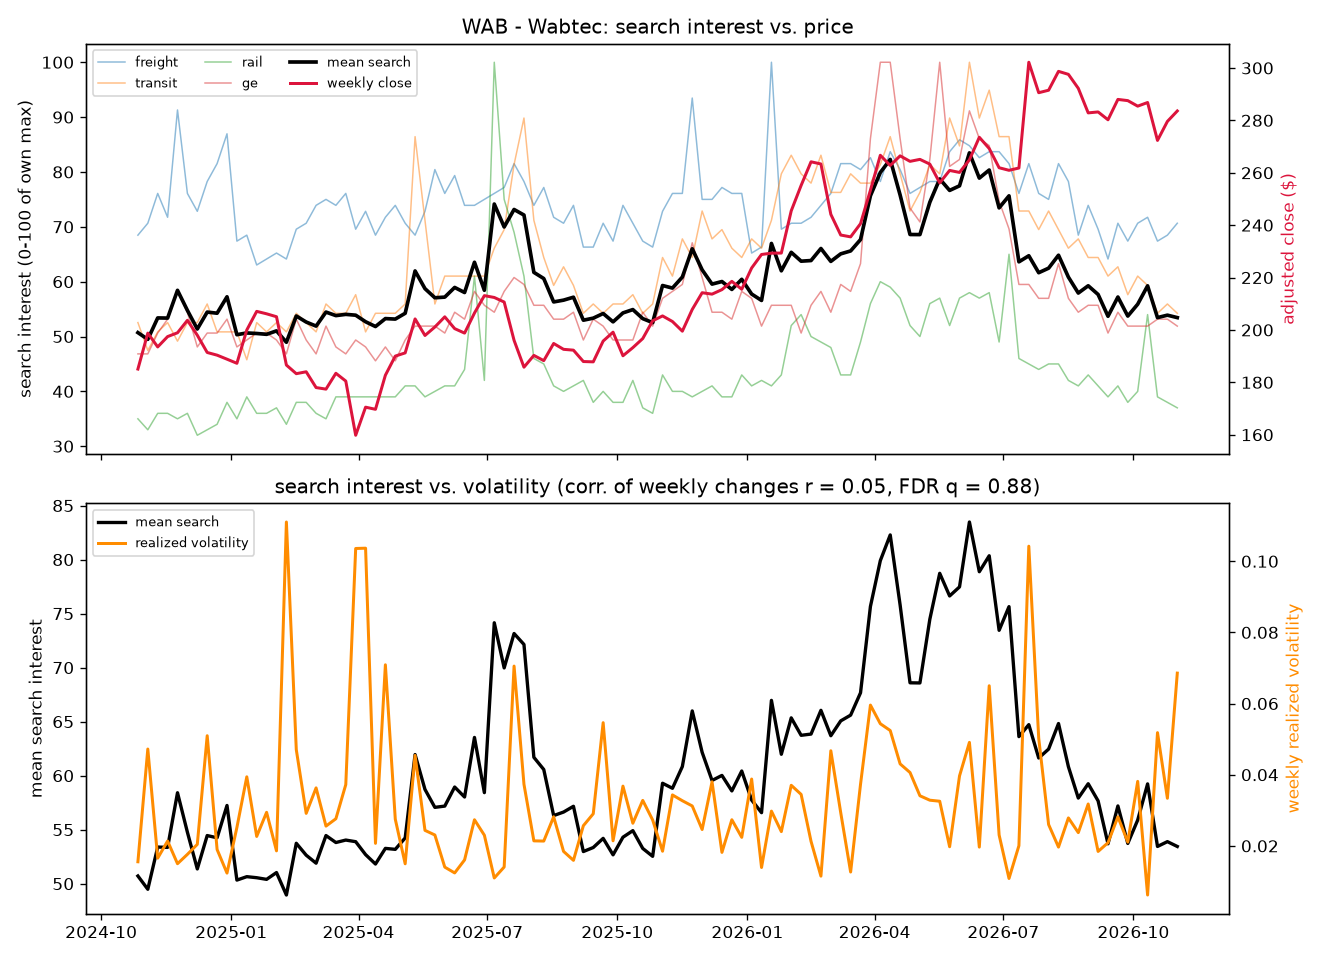 WAB - Wabtec: search interest vs. price
freight
transit
rail
ge
mean search
weekly close
search interest (0-100 of own max)
100
90
80
70
60
50
40
30
300
280
260
240
220
200
180
160
adjusted close ($)
search interest vs. volatility (corr. of weekly changes r = 0.05, FDR q = 0.88)
mean search
realized volatility
mean search interest
85
80
75
70
65
60
55
50
0.10
0.08
0.06
0.04
0.02
weekly realized volatility
2024-10
2025-01
2025-04
2025-07
2025-10
2026-01
2026-04
2026-07
2026-10